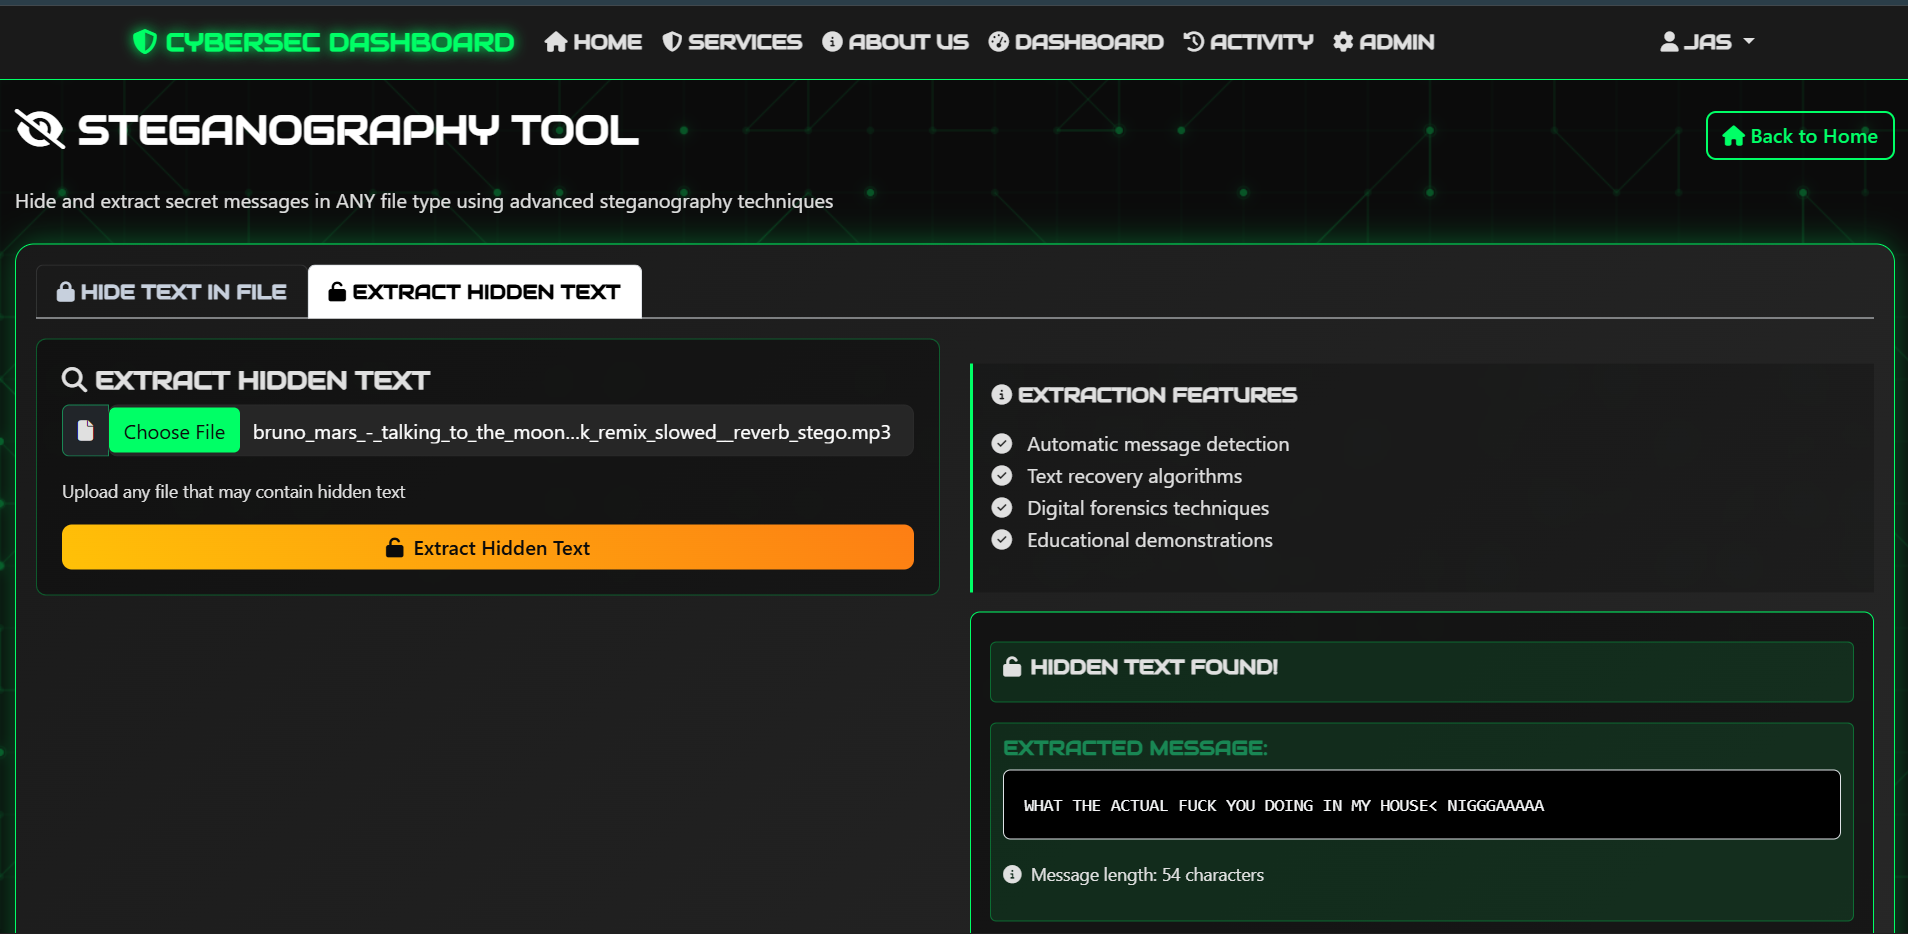 CYBERSEC DASHBOARD HOME SERVICES ABOUT US DASHBOARD ACTIVITY ADMIN JAS
STEGANOGRAPHY TOOL
Back to Home
Hide and extract secret messages in ANY file type using advanced steganography techniques
HIDE TEXT IN FILE EXTRACT HIDDEN TEXT
EXTRACT HIDDEN TEXT
Choose File bruno_mars_-_talking_to_the_moon...k_remix_slowed__reverb_stego.mp3
Upload any file that may contain hidden text
Extract Hidden Text
EXTRACTION FEATURES
Automatic message detection
Text recovery algorithms
Digital forensics techniques
Educational demonstrations
HIDDEN TEXT FOUND!
EXTRACTED MESSAGE:
WHAT THE ACTUAL FUCK YOU DOING IN MY HOUSE< NIGGGAAAAA
Message length: 54 characters